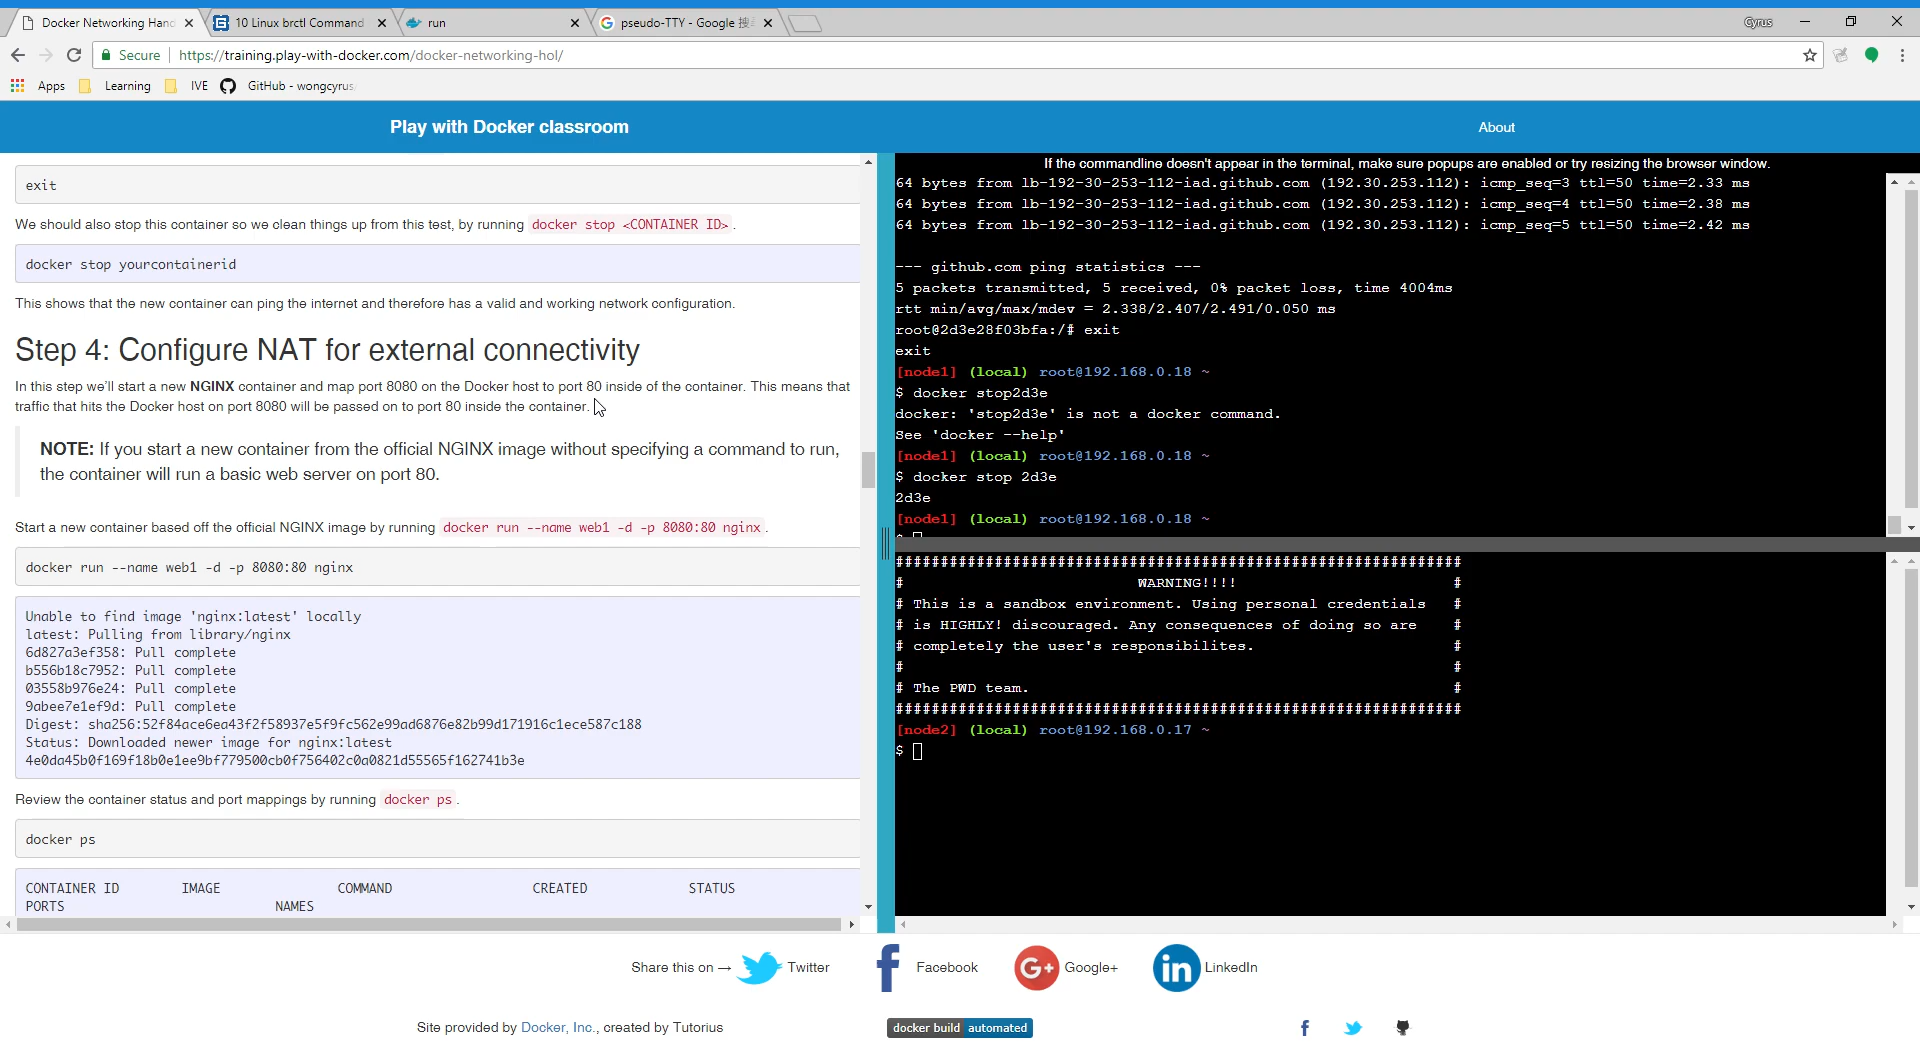 Docker Networking Han
10 Linux brctl Command
run
pseudo-TTY - Google 搜
Cyrus
Secure
https://training.play-with-docker.com/docker-networking-hol/
Apps
Learning
IVE
GitHub - wongcyrus
Play with Docker classroom
About
exit
We should also stop this container so we clean things up from this test, by running docker stop <CONTAINER ID>.
docker stop yourcontainerid
This shows that the new container can ping the internet and therefore has a valid and working network configuration.
Step 4: Configure NAT for external connectivity
In this step we'll start a new NGINX container and map port 8080 on the Docker host to port 80 inside of the container. This means that
traffic that hits the Docker host on port 8080 will be passed on to port 80 inside the container.
NOTE: If you start a new container from the official NGINX image without specifying a command to run,
the container will run a basic web server on port 80.
Start a new container based off the official NGINX image by running docker run --name web1 -d -p 8080:80 nginx.
docker run --name web1 -d -p 8080:80 nginx
Unable to find image 'nginx:latest' locally
latest: Pulling from library/nginx
6d827a3ef358: Pull complete
b556b18c7952: Pull complete
03558b976e24: Pull complete
9abee7e1ef9d: Pull complete
Digest: sha256:52f84ace6ea43f2f58937e5f9fc562e99ad6876e82b99d171916c1ece587c188
Status: Downloaded newer image for nginx:latest
4e0da45b0f169f18b0e1ee9bf779500cb0f756402c0a0821d55565f162741b3e
Review the container status and port mappings by running docker ps.
docker ps
CONTAINER ID IMAGE COMMAND CREATED STATUS
PORTS NAMES
If the commandline doesn't appear in the terminal, make sure popups are enabled or try resizing the browser window.
64 bytes from lb-192-30-253-112-iad.github.com (192.30.253.112): icmp_seq=3 ttl=50 time=2.33 ms
64 bytes from lb-192-30-253-112-iad.github.com (192.30.253.112): icmp_seq=4 ttl=50 time=2.38 ms
64 bytes from lb-192-30-253-112-iad.github.com (192.30.253.112): icmp_seq=5 ttl=50 time=2.42 ms
--- github.com ping statistics ---
5 packets transmitted, 5 received, 0% packet loss, time 4004ms
rtt min/avg/max/mdev = 2.338/2.407/2.491/0.050 ms
root@2d3e28f03bfa:/# exit
exit
[node1] (local) root@192.168.0.18 ~
$ docker stop2d3e
docker: 'stop2d3e' is not a docker command.
See 'docker --help'
[node1] (local) root@192.168.0.18 ~
$ docker stop 2d3e
2d3e
[node1] (local) root@192.168.0.18 ~
################################################################
# WARNING!!!! #
# This is a sandbox environment. Using personal credentials #
# is HIGHLY! discouraged. Any consequences of doing so are #
# completely the user's responsibilites. #
# #
# The PWD team. #
################################################################
[node2] (local) root@192.168.0.17 ~
$
Share this on → Twitter Facebook Google+ LinkedIn
Site provided by Docker, Inc., created by Tutorius
docker build automated